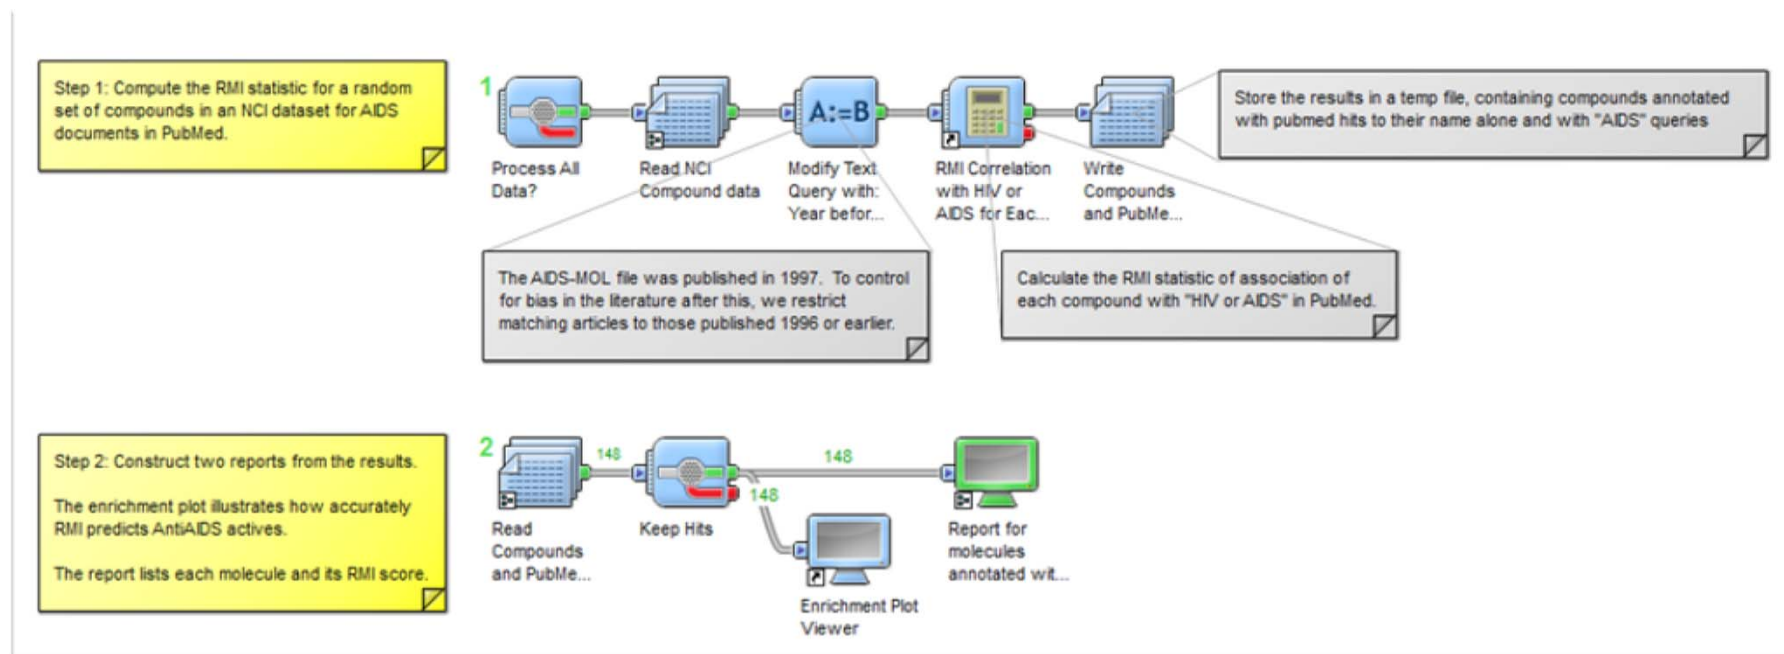 Step 1: Compute the RMI statistic for a random
set of compounds in an NCI dataset for AIDS
documents in PubMed.
1
A:=B
Process All
Data?
Read NCI
Compound data
Modify Text
Query with:
Year befor...
RMI Correlation
with HIV or
AIDS for Eac...
Write
Compounds
and PubMe...
Store the results in a temp file, containing compounds annotated
with pubmed hits to their name alone and with "AIDS" queries
The AIDS-MOL file was published in 1997.  To control
for bias in the literature after this, we restrict
matching articles to those published 1996 or earlier.
Calculate the RMI statistic of association of
each compound with "HIV or AIDS" in PubMed.
Step 2: Construct two reports from the results.
The enrichment plot illustrates how accurately
RMI predicts AntiAIDS actives.
The report lists each molecule and its RMI score.
2
148
148
148
Read
Compounds
and PubMe...
Keep Hits
Enrichment Plot
Viewer
Report for
molecules
annotated wit...